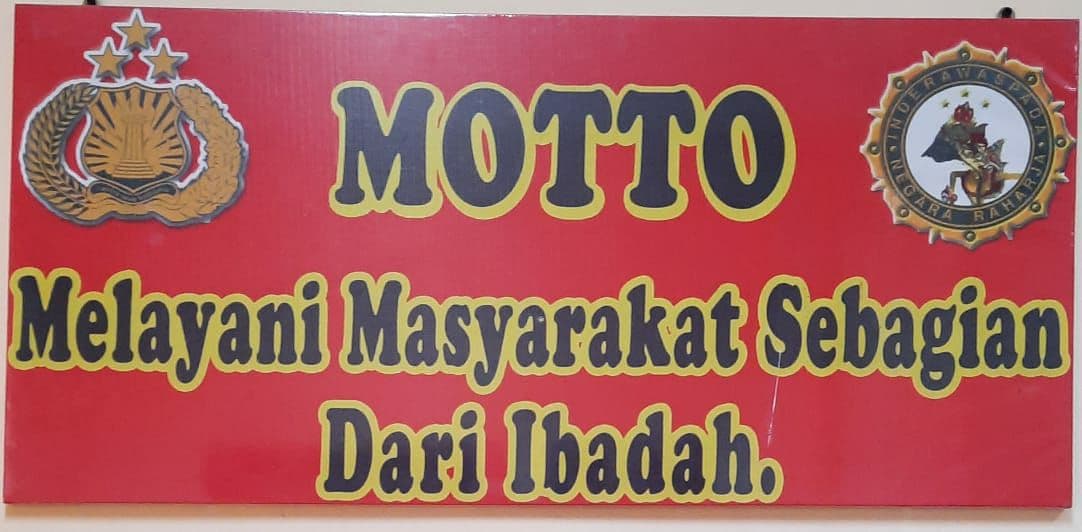 MOTTO
INDERAWASPADA
NEGARA RAHARJA
Melayani Masyarakat Sebagian
Dari Ibadah.